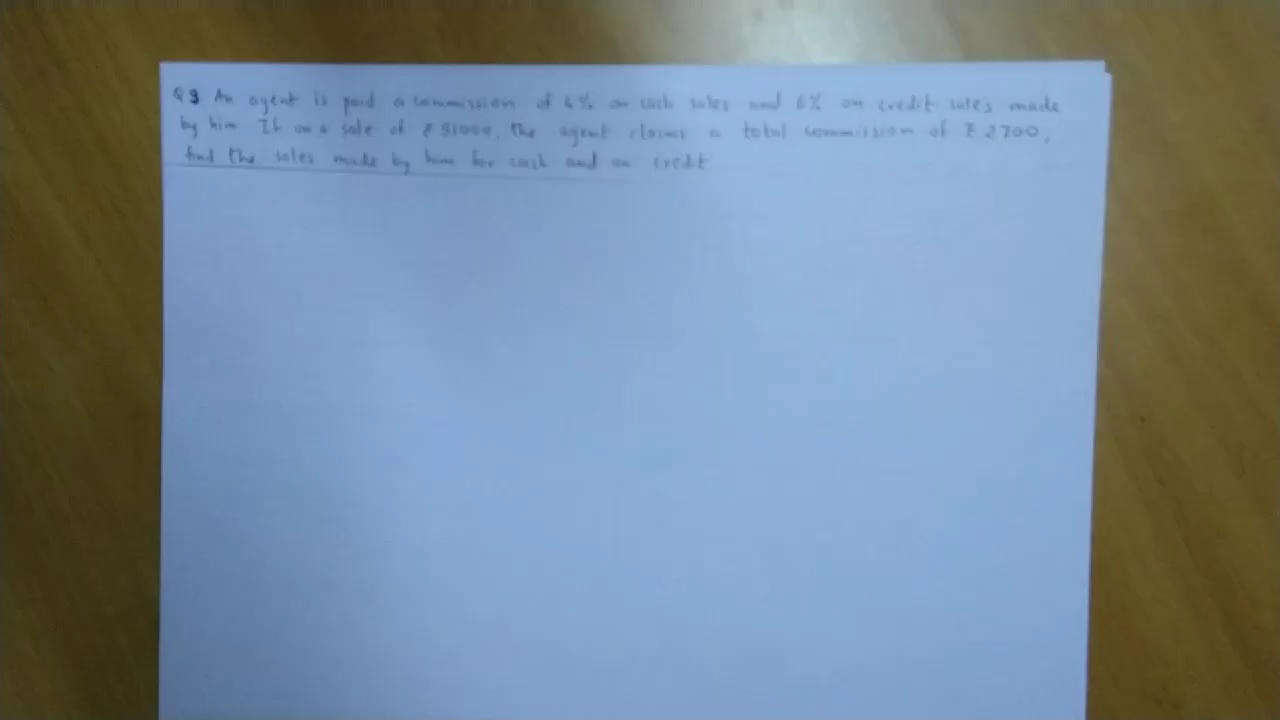 Q 9 An agent is paid a commission of 4% on cash sales and 6% on credit sales made
by him If on a sale of ₹ 51000, the agent claims a total commission of ₹ 2700,
find the sales made by him for cash and on credit